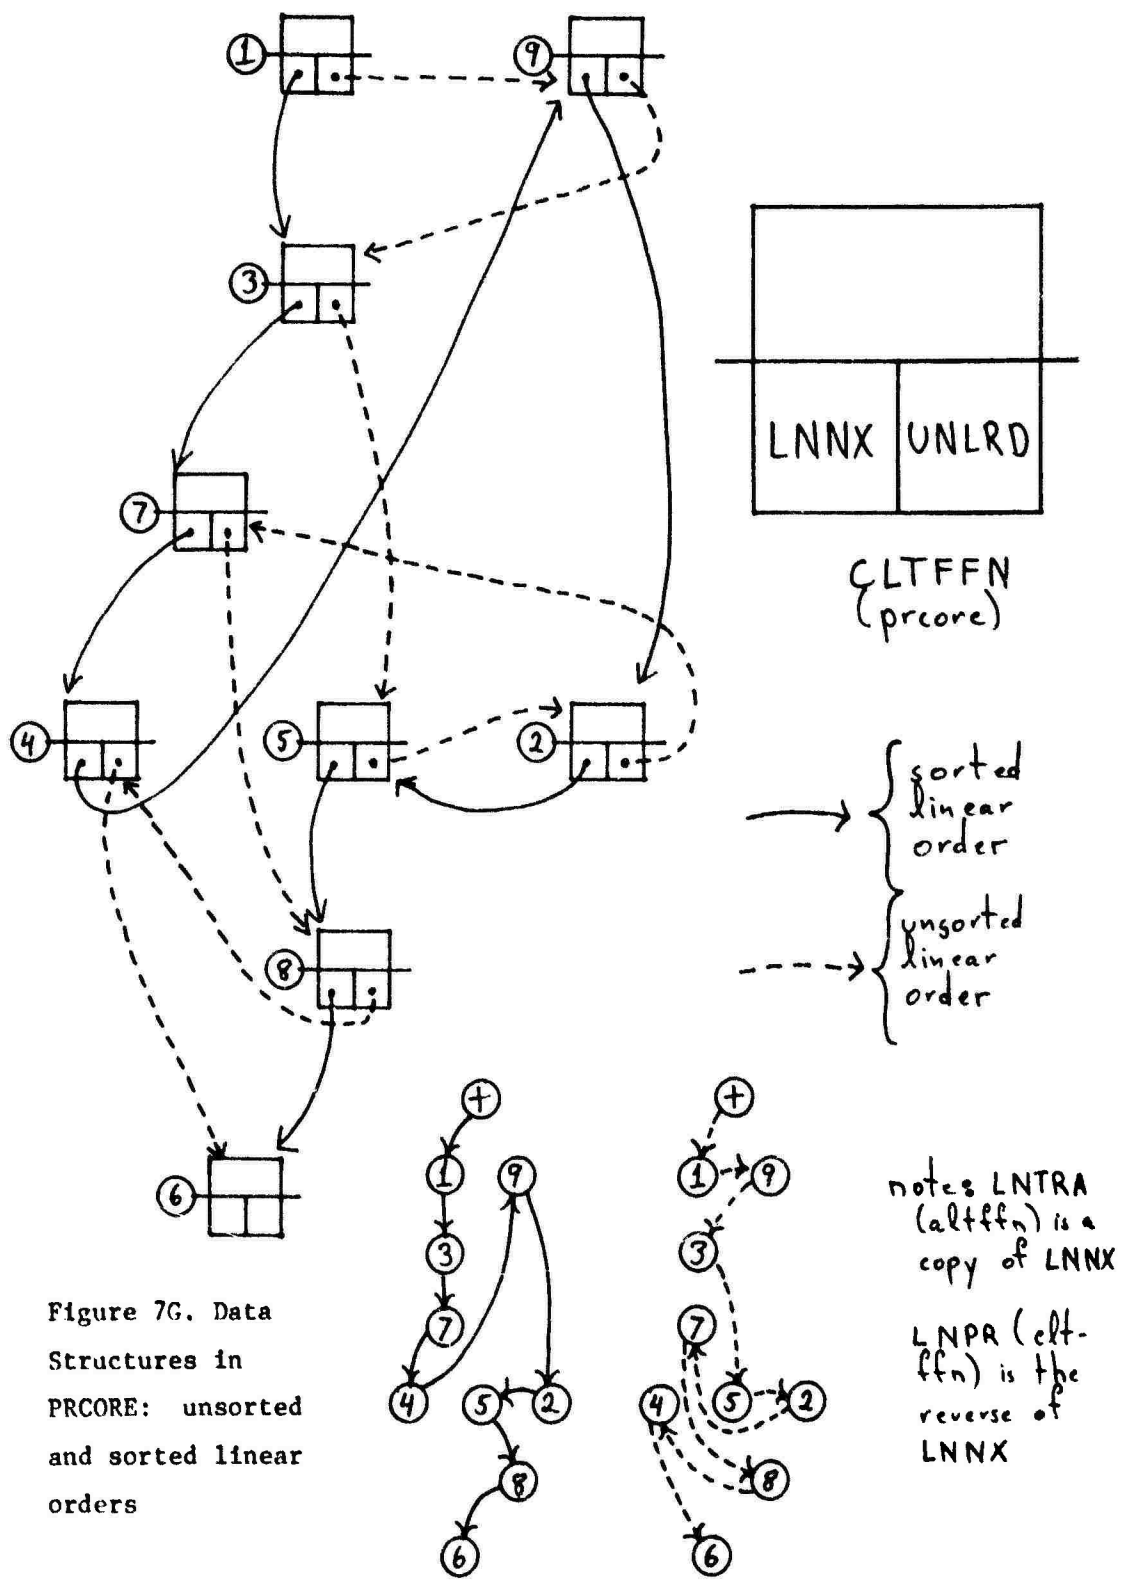 1
9
3
LNNX UNLRD
7
CLTFFN
(prcore)
4
5
2
sorted
linear
order
unsorted
linear
order
8
6
+
1
9
3
7
4
5
2
8
6
+
1
9
3
7
4
5
2
8
6
notes LNTRA
(altffn) is a
copy of LNNX
LNPR (clt-
ffn) is the
reverse of
LNNX
Figure 7G. Data
Structures in
PRCORE: unsorted
and sorted linear
orders